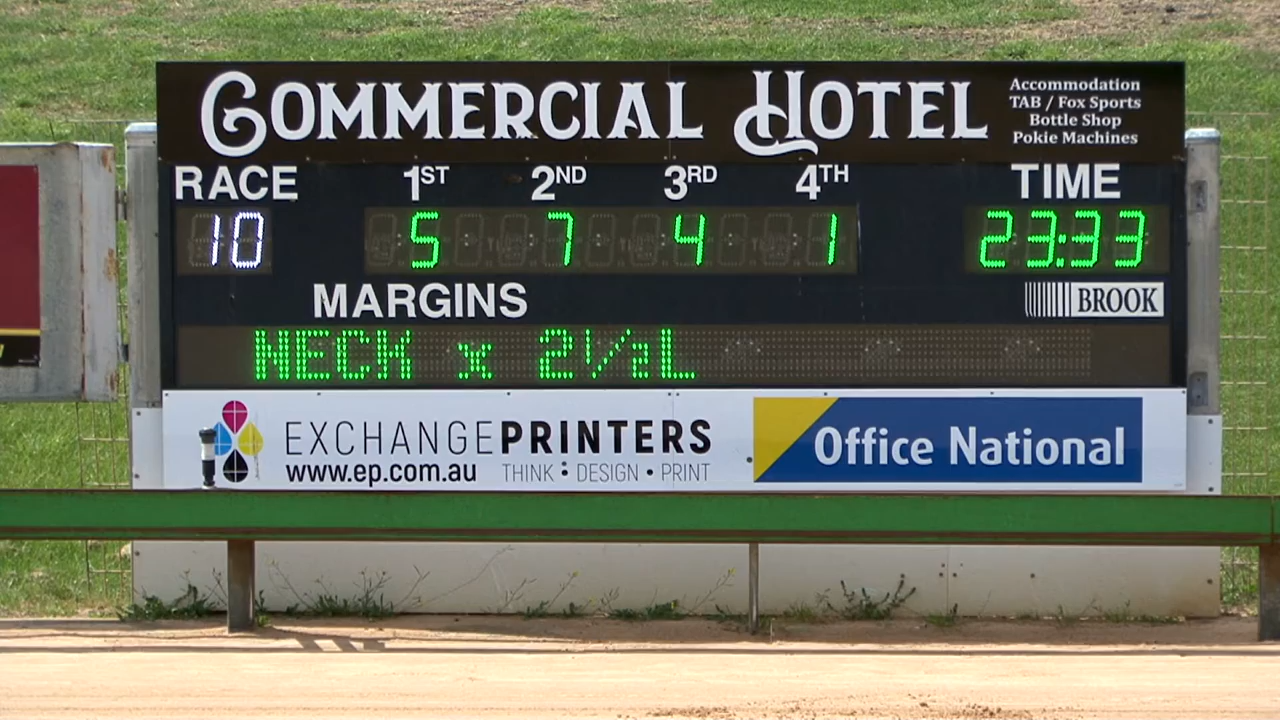 COMMERCIAL HOTEL
Accommodation
TAB / Fox Sports
Bottle Shop
Pokie Machines
RACE 1ST 2ND 3RD 4TH TIME
10 5 7 4 1 23:33
MARGINS
BROOK
NECK x 2½L
EXCHANGEPRINTERS
www.ep.com.au THINK : DESIGN • PRINT
Office National